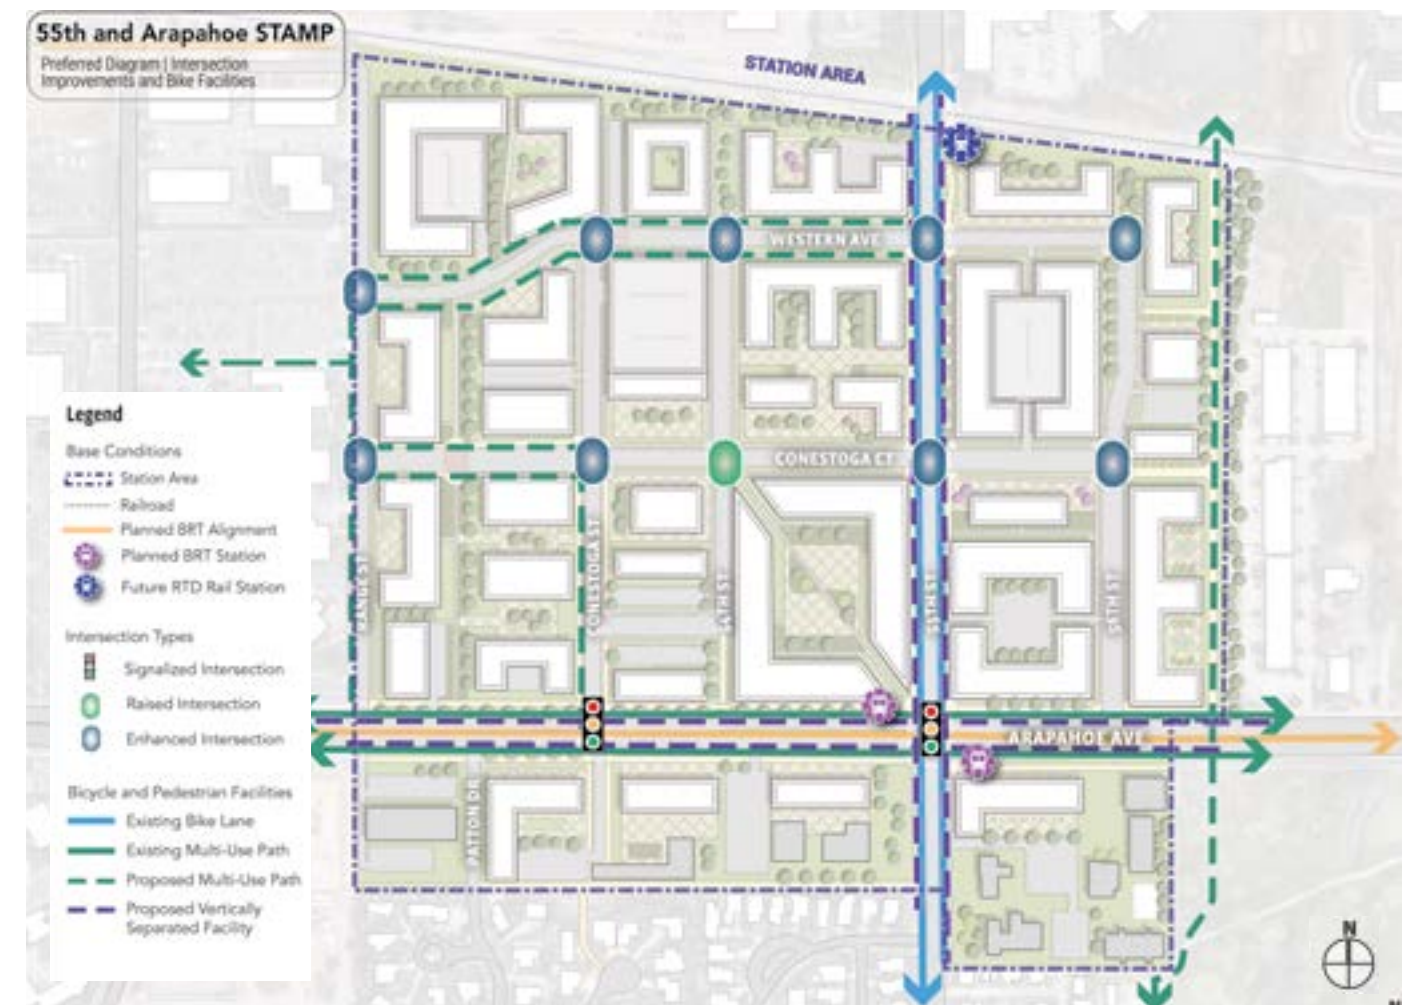 55th and Arapahoe STAMP
Preferred Diagram | Intersection
Improvements and Bike Facilities
STATION AREA
WESTERN AVE
CONESTOGA CT
CONESTOGA ST
54TH ST
55TH ST
56TH ST
RANGE ST
ARAPAHOE AVE
PATTON DR
Legend
Base Conditions
Station Area
Railroad
Planned BRT Alignment
Planned BRT Station
Future RTD Rail Station
Intersection Types
Signalized Intersection
Raised Intersection
Enhanced Intersection
Bicycle and Pedestrian Facilities
Existing Bike Lane
Existing Multi-Use Path
Proposed Multi-Use Path
Proposed Vertically
Separated Facility
N